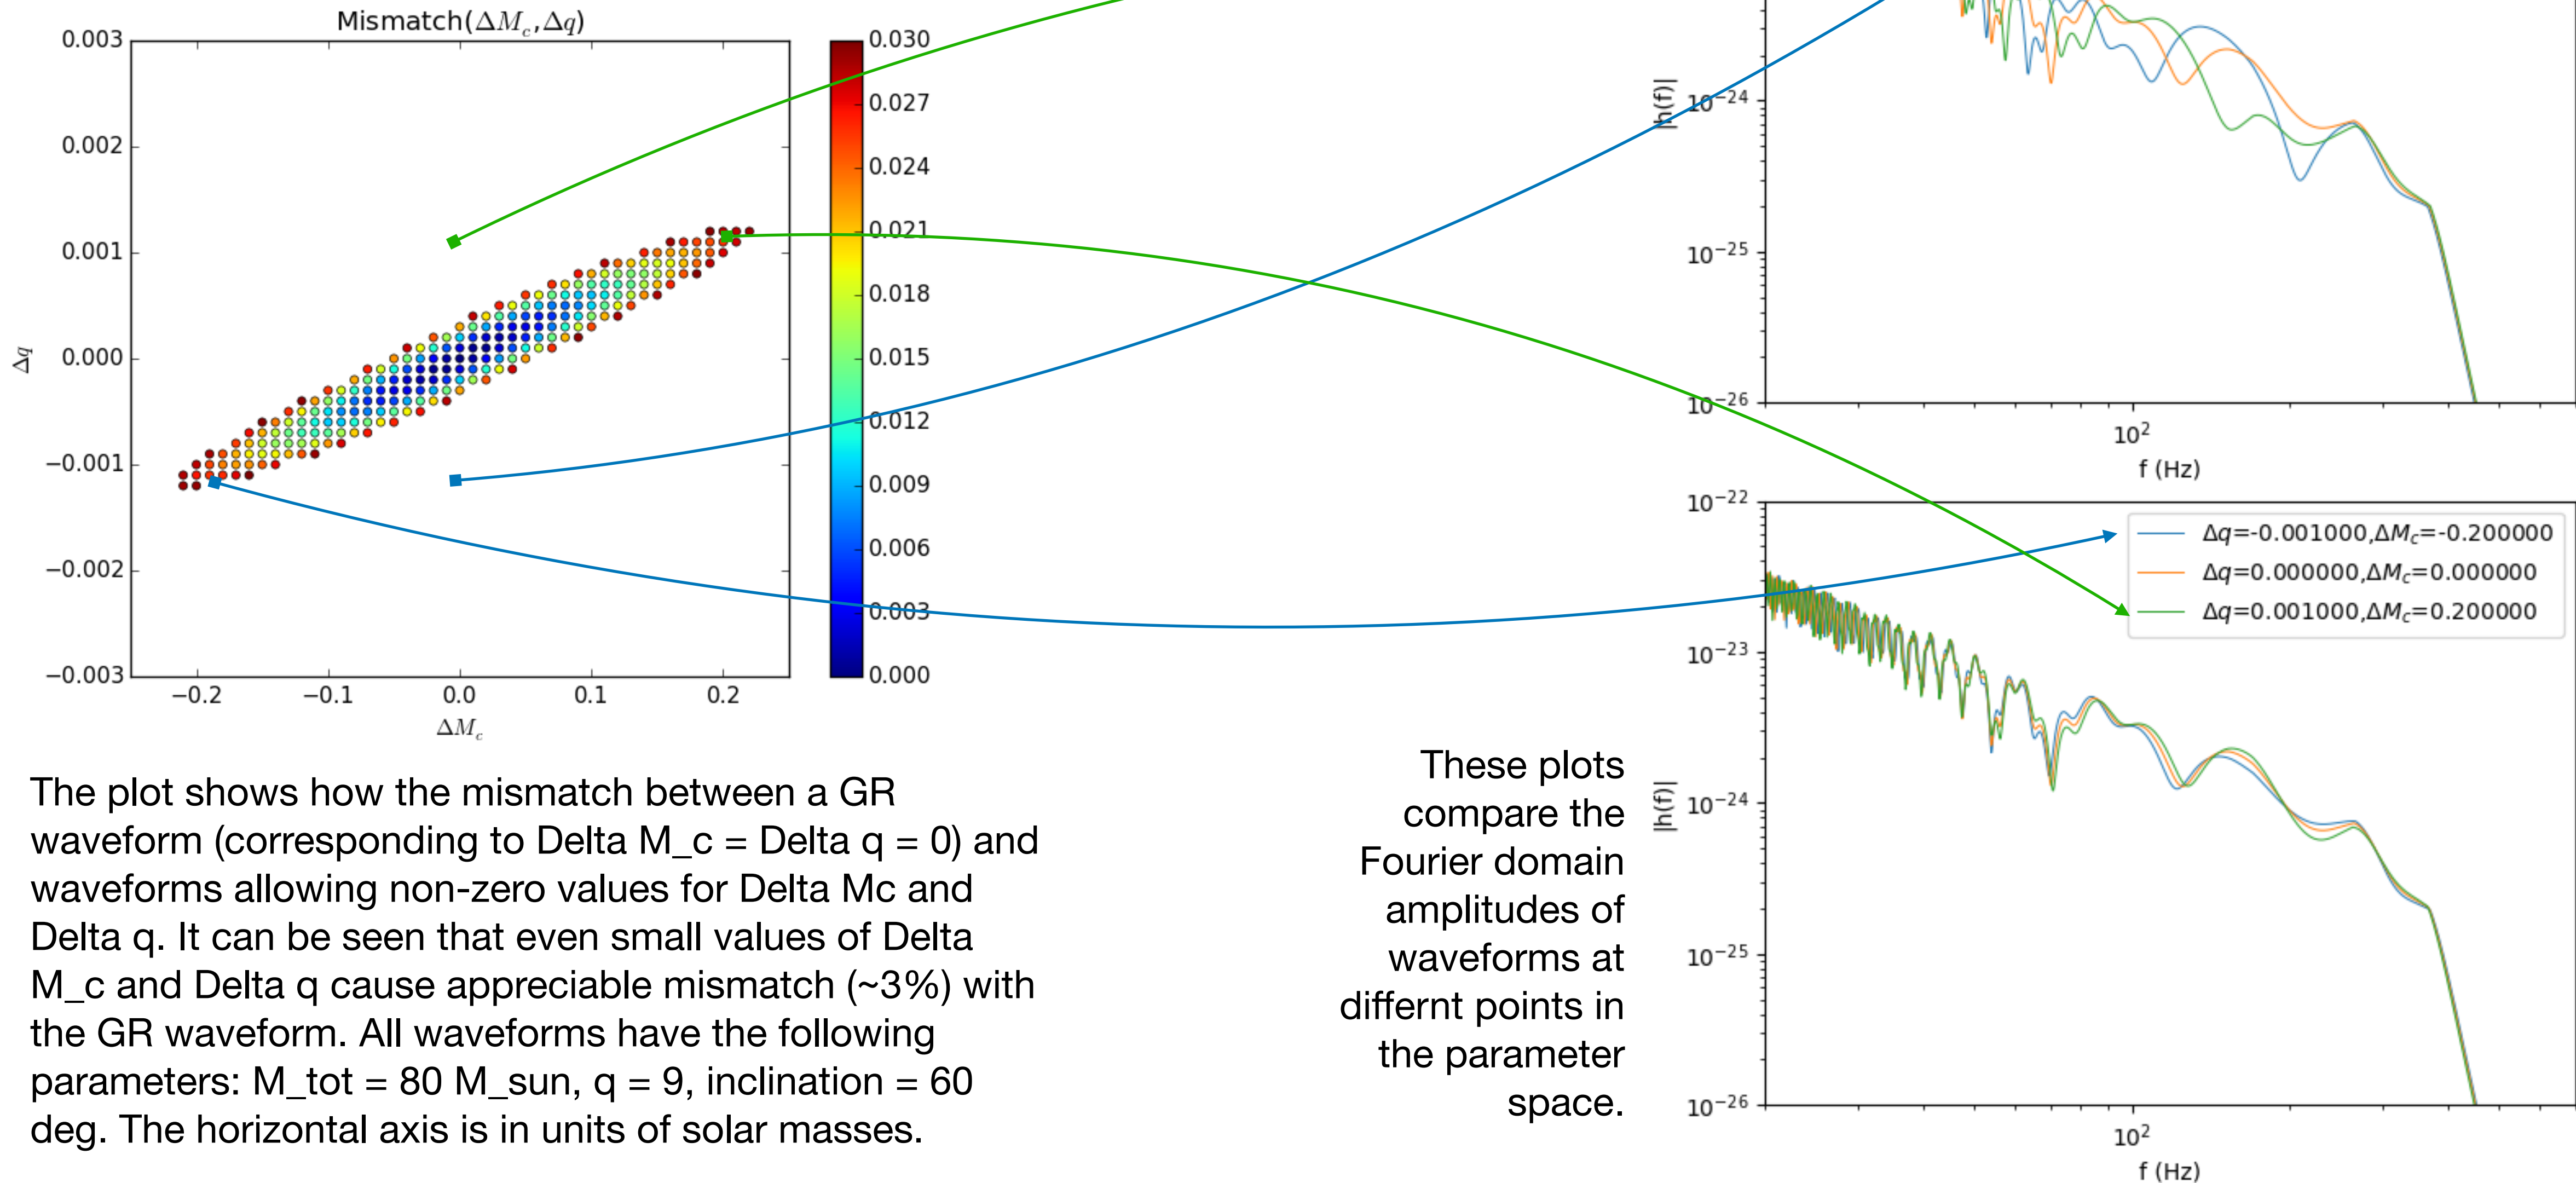 Mismatch(ΔM_c,Δq)
0.003
0.002
0.001
0.000
−0.001
−0.002
−0.003
Δq
−0.2 −0.1 0.0 0.1 0.2
ΔM_c
0.030
0.027
0.024
0.021
0.018
0.015
0.012
0.009
0.006
0.003
0.000
The plot shows how the mismatch between a GR
waveform (corresponding to Delta M_c = Delta q = 0) and
waveforms allowing non-zero values for Delta Mc and
Delta q. It can be seen that even small values of Delta
M_c and Delta q cause appreciable mismatch (~3%) with
the GR waveform. All waveforms have the following
parameters: M_tot = 80 M_sun, q = 9, inclination = 60
deg. The horizontal axis is in units of solar masses.
These plots
compare the
Fourier domain
amplitudes of
waveforms at
differnt points in
the parameter
space.
|h(f)|
10⁻²⁴
10⁻²⁵
10⁻²⁶
10²
f (Hz)
10⁻²²
10⁻²³
10⁻²⁴
10⁻²⁵
10⁻²⁶
|h(f)|
Δq=-0.001000,ΔM_c=-0.200000
Δq=0.000000,ΔM_c=0.000000
Δq=0.001000,ΔM_c=0.200000
10²
f (Hz)